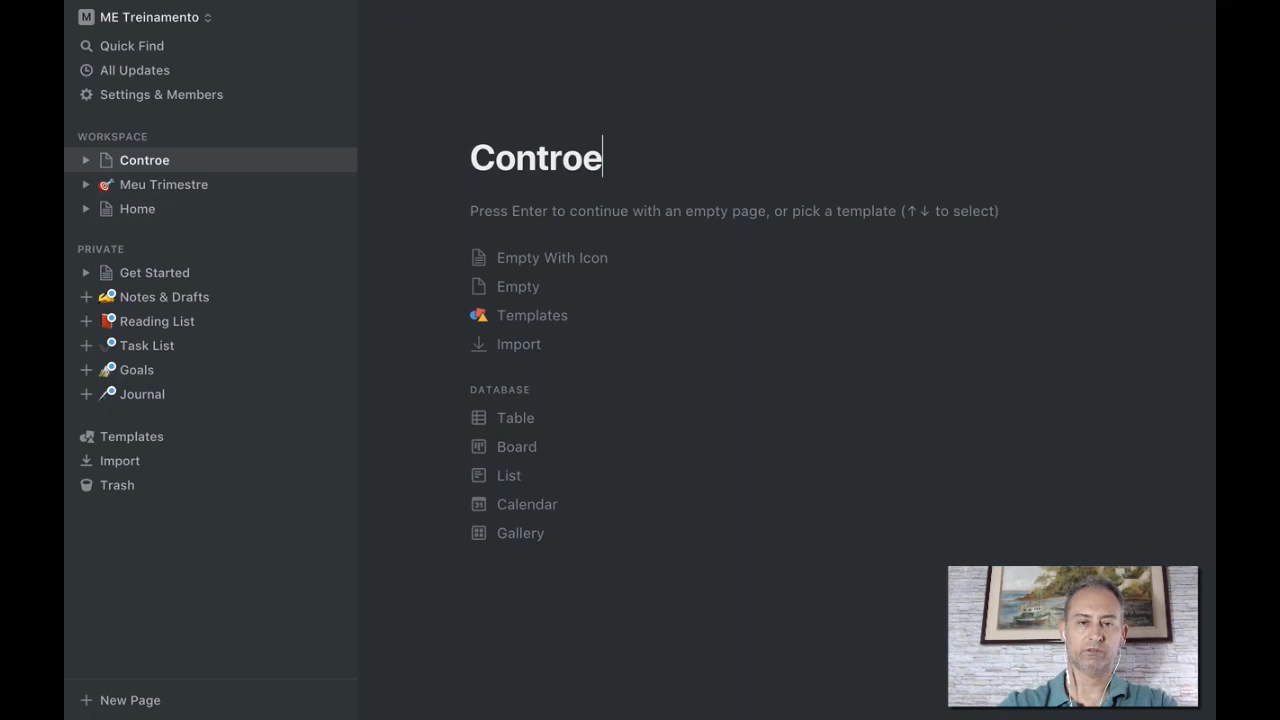 M ME Treinamento
Quick Find
All Updates
Settings & Members
WORKSPACE
Controe
Meu Trimestre
Home
PRIVATE
Get Started
Notes & Drafts
Reading List
Task List
Goals
Journal
Templates
Import
Trash
New Page
Controe
Press Enter to continue with an empty page, or pick a template (↑↓ to select)
Empty With Icon
Empty
Templates
Import
DATABASE
Table
Board
List
31 Calendar
Gallery